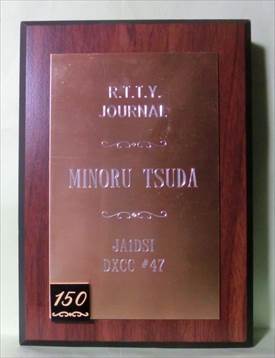 R.T.T.Y.
JOURNAL
MINORU TSUDA
JA1DSI
DXCC #47
150